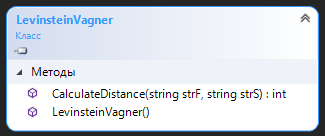 LevinsteinVagner
Класс
Методы
CalculateDistance(string strF, string strS) : int
LevinsteinVagner()